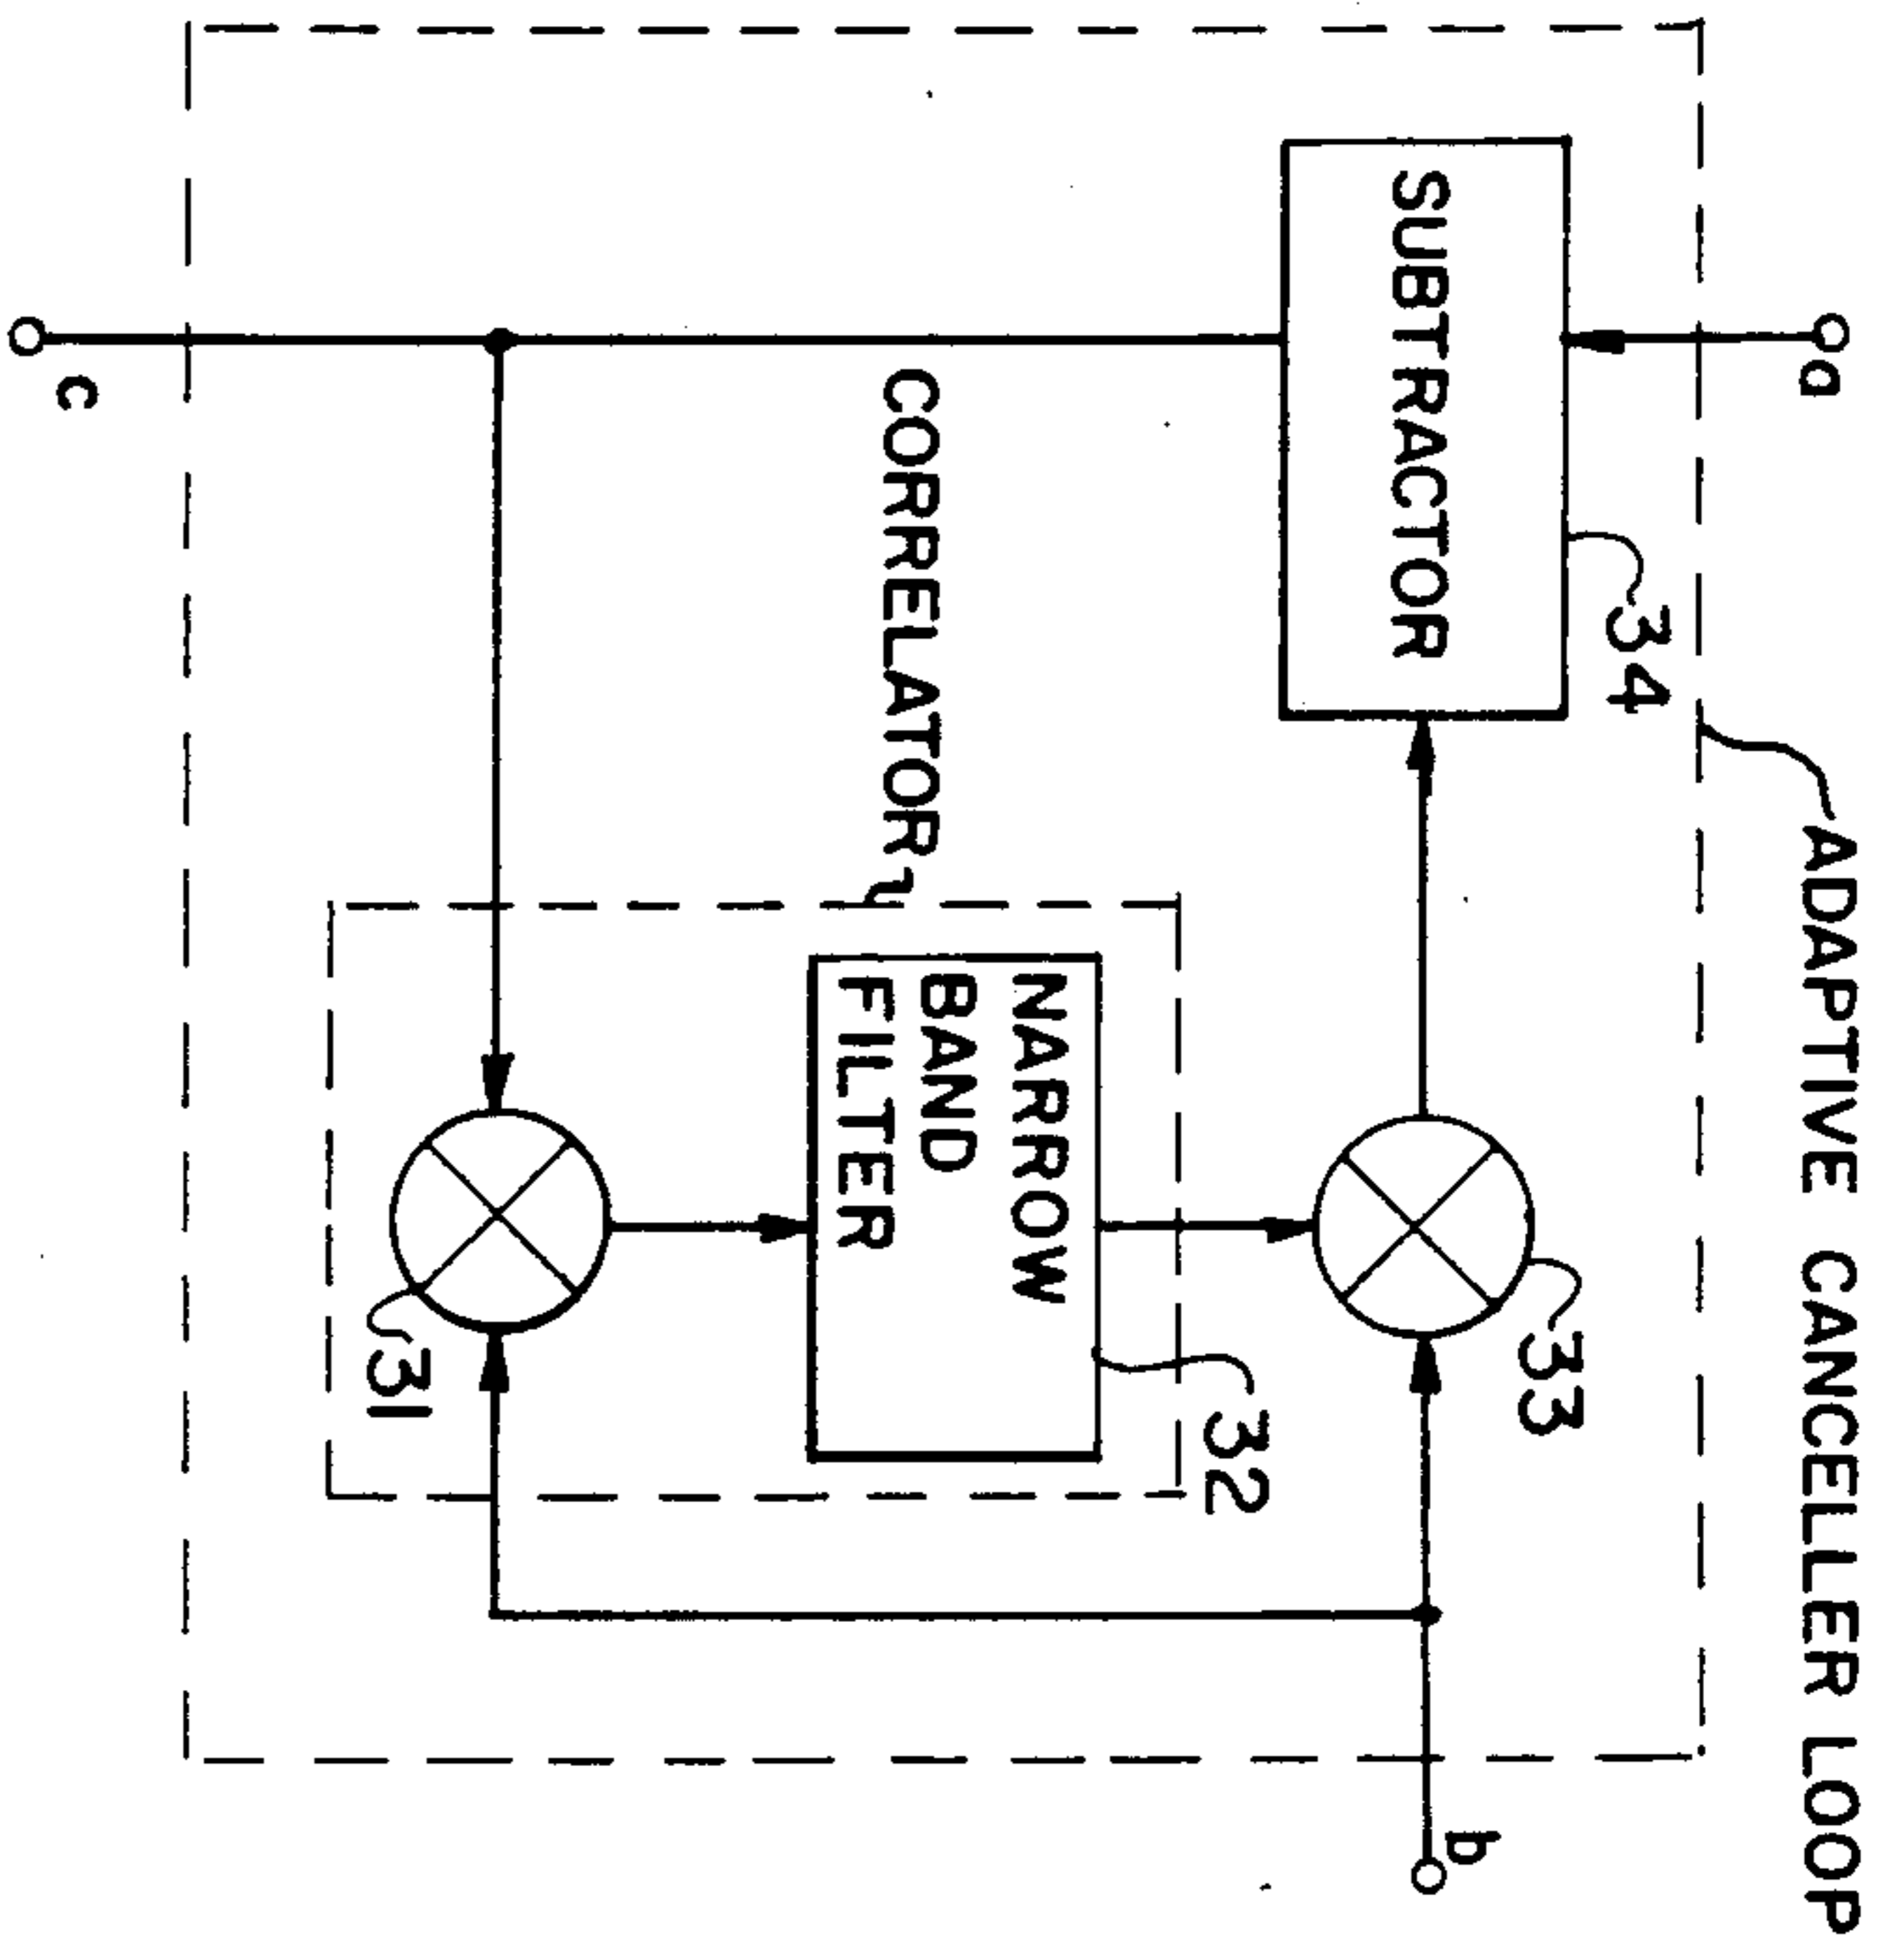 ADAPTIVE CANCELLER LOOP
a
34
SUBTRACTOR
33
b
32
NARROW
BAND
FILTER
CORRELATOR
31
c